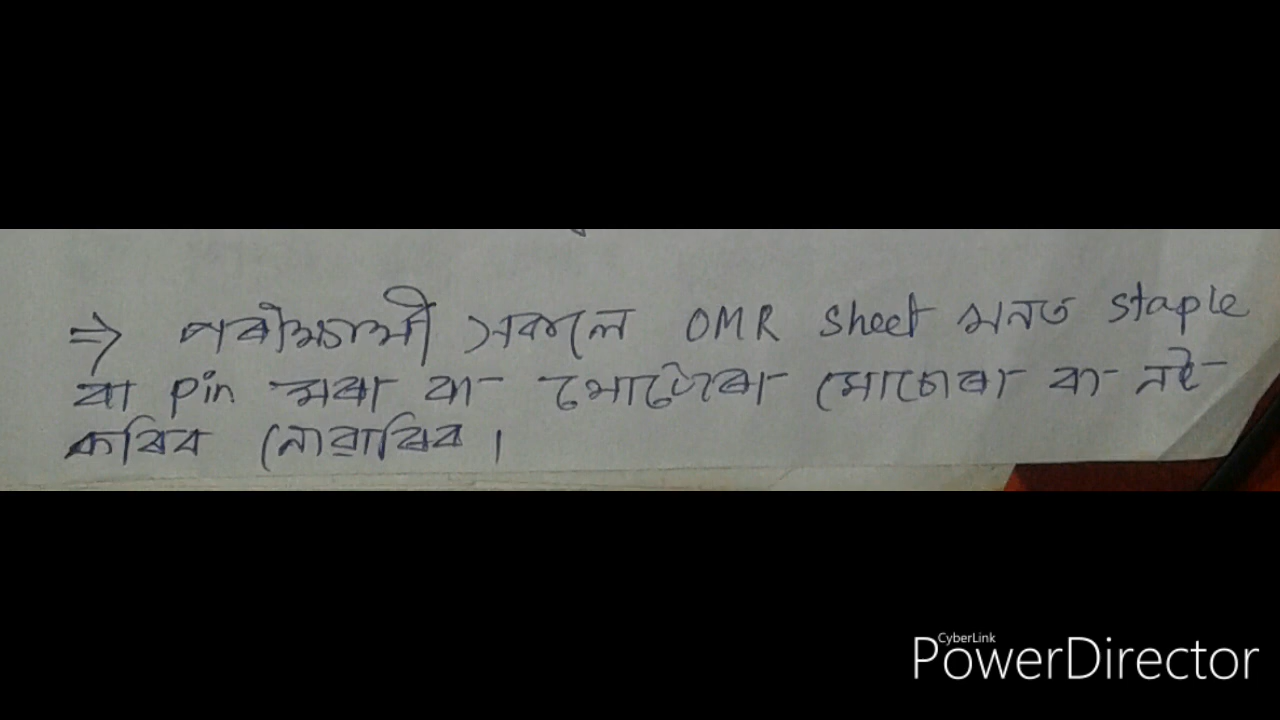 ⇒ পৰীক্ষাৰ্থী সকলে OMR Sheet খনত staple
বা pin মৰা বা মোটোৰা মোচোৰা বা নষ্ট
কৰিব নোৱাৰিব ।
CyberLink
PowerDirector